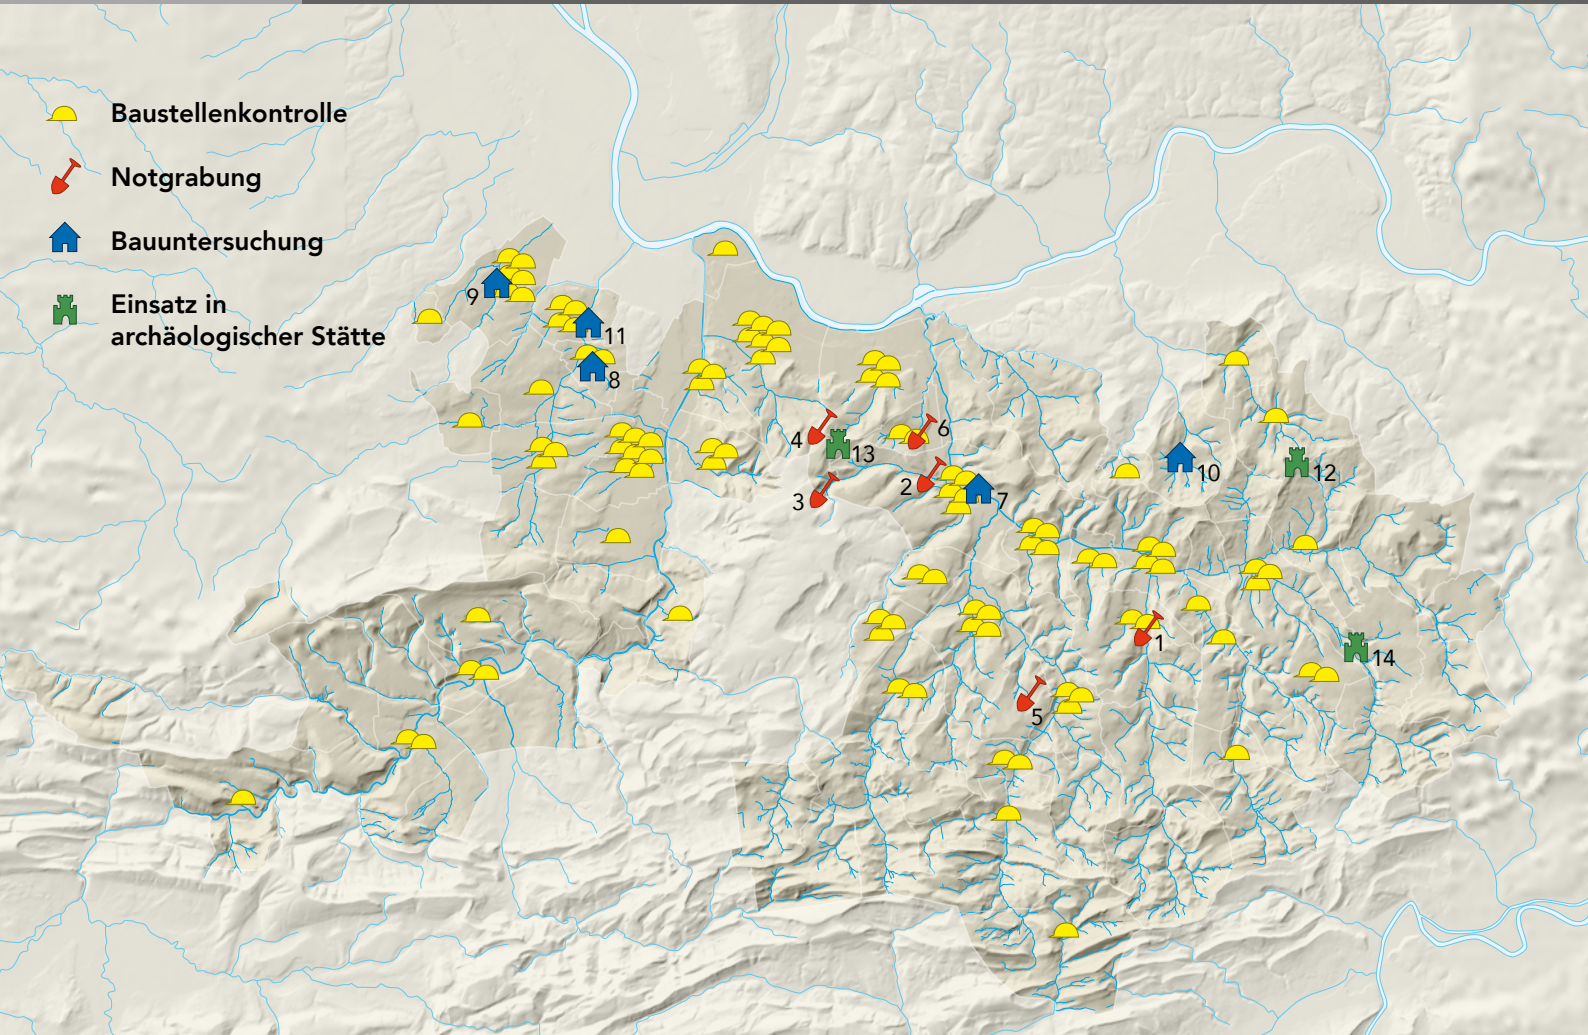 Baustellenkontrolle
Notgrabung
Bauuntersuchung
Einsatz in
archäologischer Stätte
9
11
8
4
6
13
10
12
2
3
7
1
14
5